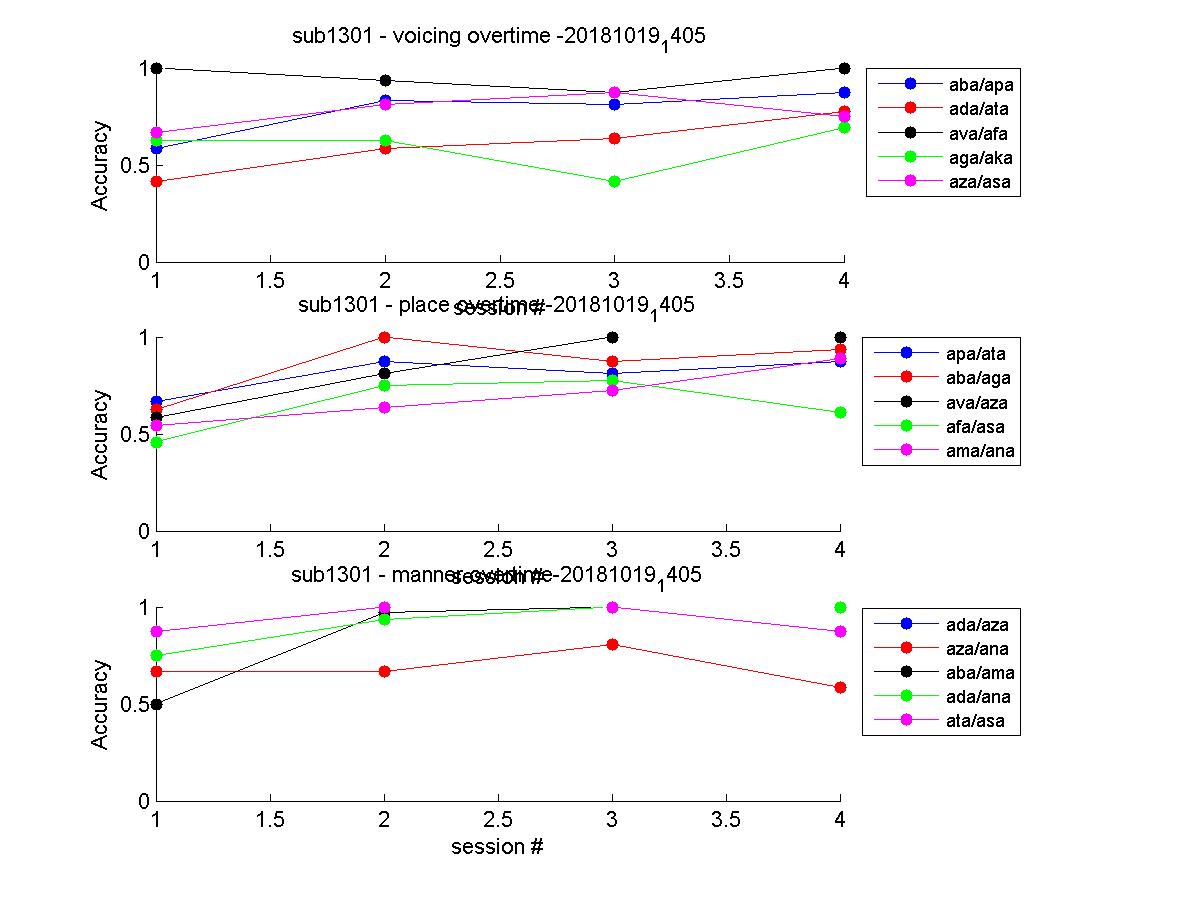 sub1301 - voicing overtime -20181019₁405
1
0.5
0
Accuracy
1 1.5 2 2.5 3 3.5 4
session #
aba/apa
ada/ata
ava/afa
aga/aka
aza/asa
sub1301 - place overtime -20181019₁405
1
0.5
0
Accuracy
1 1.5 2 2.5 3 3.5 4
session #
apa/ata
aba/aga
ava/aza
afa/asa
ama/ana
sub1301 - manner overtime-20181019₁405
1
0.5
0
Accuracy
1 1.5 2 2.5 3 3.5 4
session #
ada/aza
aza/ana
aba/ama
ada/ana
ata/asa